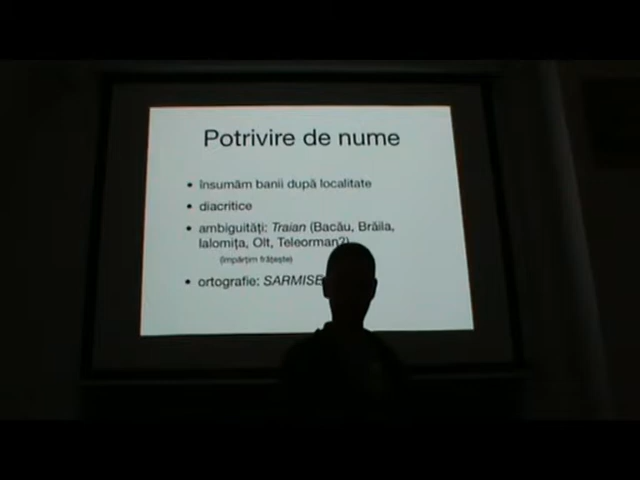 Potrivire de nume
• însumăm banii după localitate
• diacritice
• ambiguități: Traian (Bacău, Brăila,
Ialomița, Olt, Teleorman?)
(împărțim frățește)
• ortografie: